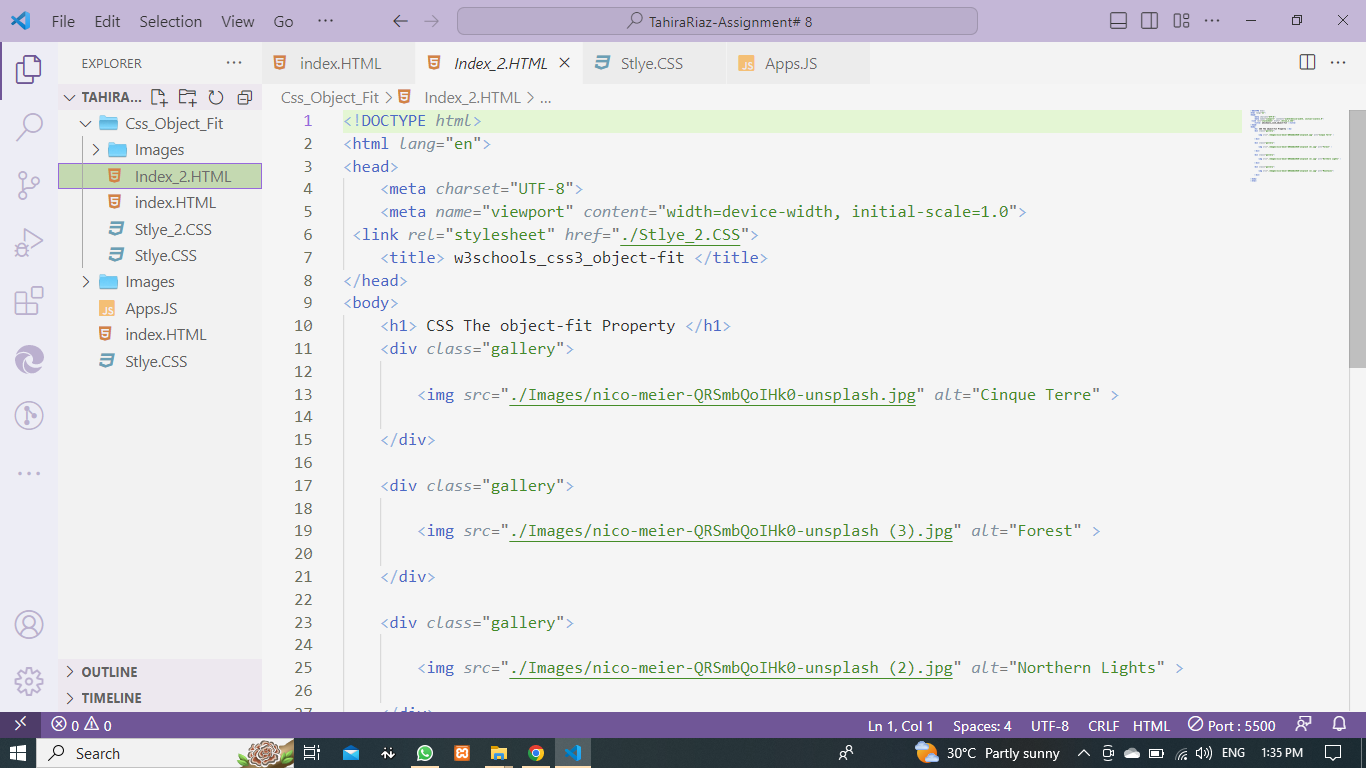 File Edit Selection View Go ··· TahiraRiaz-Assignment# 8
EXPLORER ···
TAHIRA...
Css_Object_Fit
Images
Index_2.HTML
index.HTML
Stlye_2.CSS
Stlye.CSS
Images
JS Apps.JS
index.HTML
Stlye.CSS
OUTLINE
TIMELINE
index.HTML Index_2.HTML Stlye.CSS JS Apps.JS
Css_Object_Fit > Index_2.HTML > ...
1 <!DOCTYPE html>
2 <html lang="en">
3 <head>
4 <meta charset="UTF-8">
5 <meta name="viewport" content="width=device-width, initial-scale=1.0">
6 <link rel="stylesheet" href="./Stlye_2.CSS">
7 <title> w3schools_css3_object-fit </title>
8 </head>
9 <body>
10 <h1> CSS The object-fit Property </h1>
11 <div class="gallery">
12
13 <img src="./Images/nico-meier-QRSmbQoIHk0-unsplash.jpg" alt="Cinque Terre" >
14
15 </div>
16
17 <div class="gallery">
18
19 <img src="./Images/nico-meier-QRSmbQoIHk0-unsplash (3).jpg" alt="Forest" >
20
21 </div>
22
23 <div class="gallery">
24
25 <img src="./Images/nico-meier-QRSmbQoIHk0-unsplash (2).jpg" alt="Northern Lights" >
26
27 </div>
0 0 Ln 1, Col 1 Spaces: 4 UTF-8 CRLF HTML Port : 5500
Search 30°C Partly sunny ENG 1:35 PM